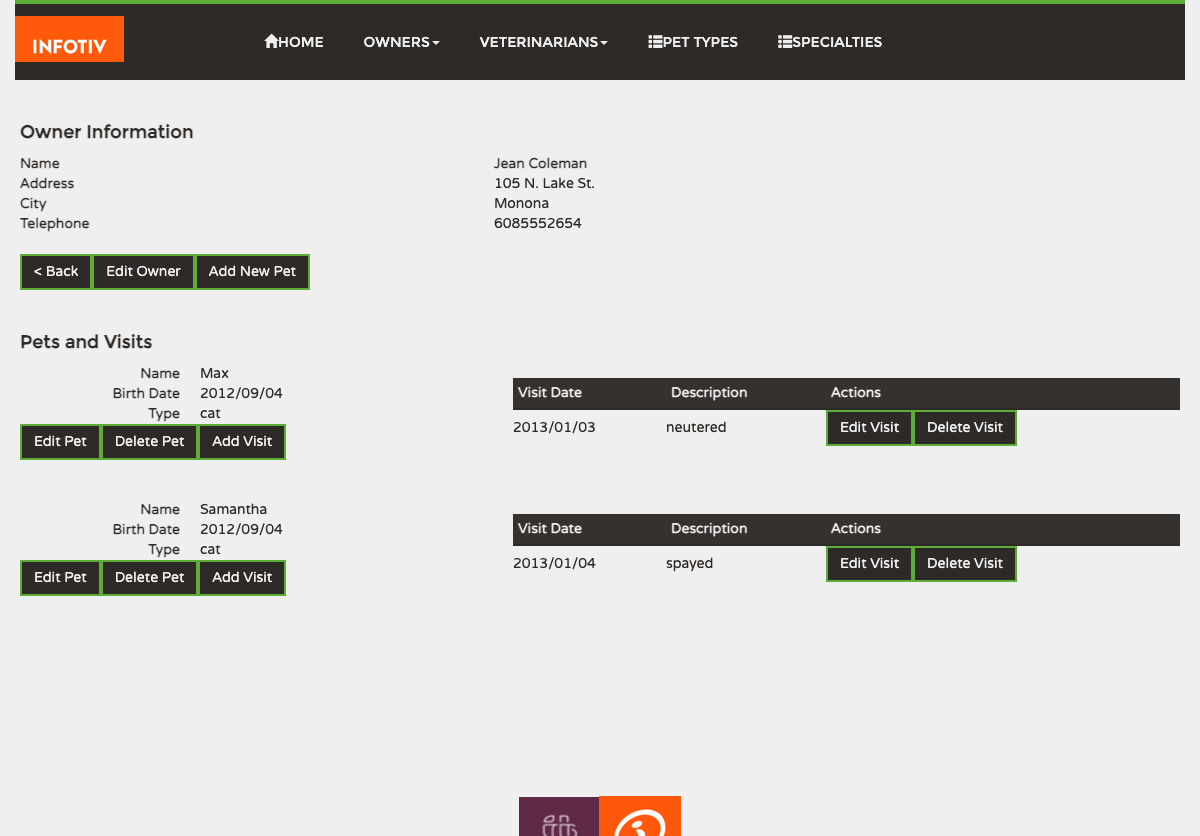 INFOTIV
HOME OWNERS VETERINARIANS PET TYPES SPECIALTIES
Owner Information
Name Jean Coleman
Address 105 N. Lake St.
City Monona
Telephone 6085552654
< Back Edit Owner Add New Pet
Pets and Visits
Name Max
Birth Date 2012/09/04
Type cat
Edit Pet Delete Pet Add Visit
Visit Date Description Actions
2013/01/03 neutered Edit Visit Delete Visit
Name Samantha
Birth Date 2012/09/04
Type cat
Edit Pet Delete Pet Add Visit
Visit Date Description Actions
2013/01/04 spayed Edit Visit Delete Visit